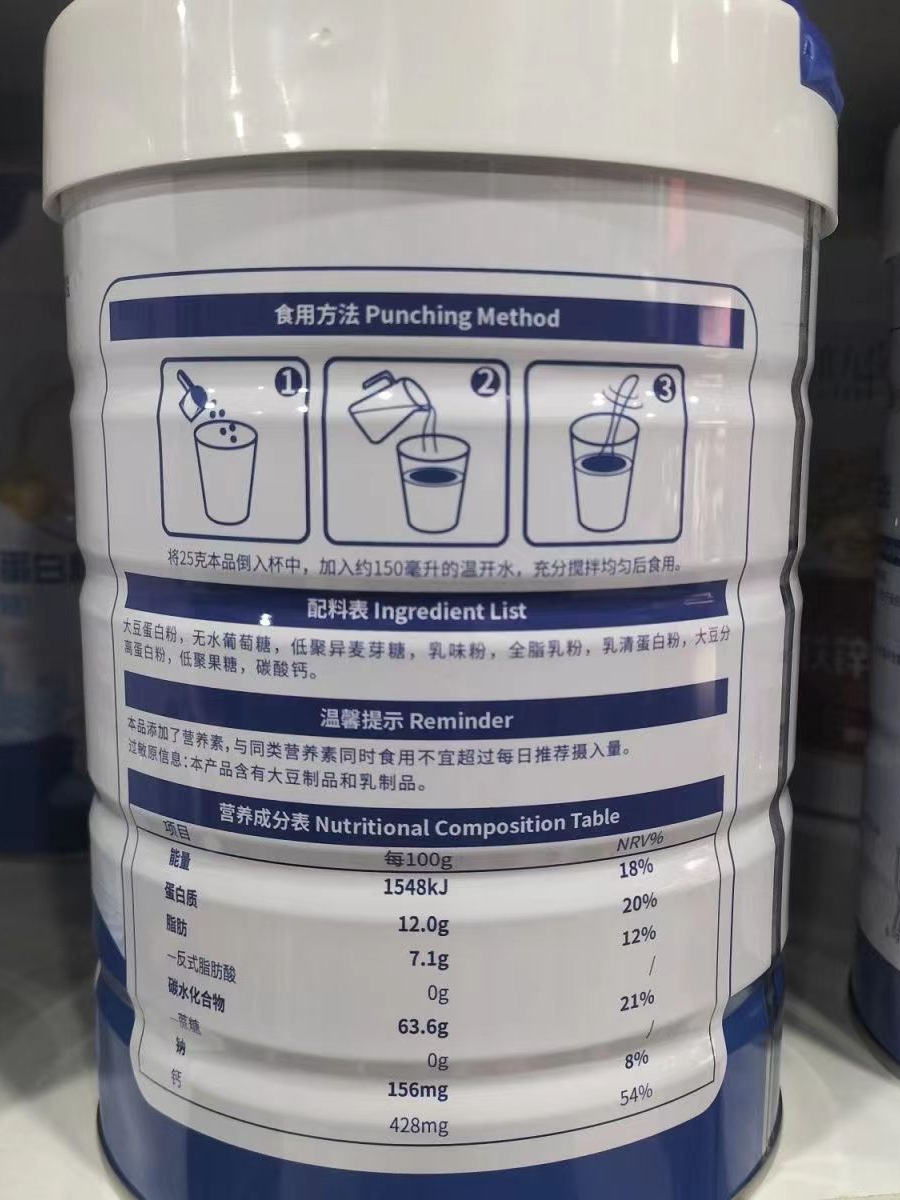 食用方法 Punching Method
1 2 3
将25克本品倒入杯中，加入约150毫升的温开水，充分搅拌均匀后食用。
配料表 Ingredient List
大豆蛋白粉，无水葡萄糖，低聚异麦芽糖，乳味粉，全脂乳粉，乳清蛋白粉，大豆分
离蛋白粉，低聚果糖，碳酸钙。
温馨提示 Reminder
本品添加了营养素，与同类营养素同时食用不宜超过每日推荐摄入量。
过敏原信息：本产品含有大豆制品和乳制品。
营养成分表 Nutritional Composition Table
项目 每100g NRV%
能量 1548kJ 18%
蛋白质 12.0g 20%
脂肪 7.1g 12%
—反式脂肪酸 0g /
碳水化合物 63.6g 21%
—蔗糖 0g /
钠 156mg 8%
钙 428mg 54%
蛋白